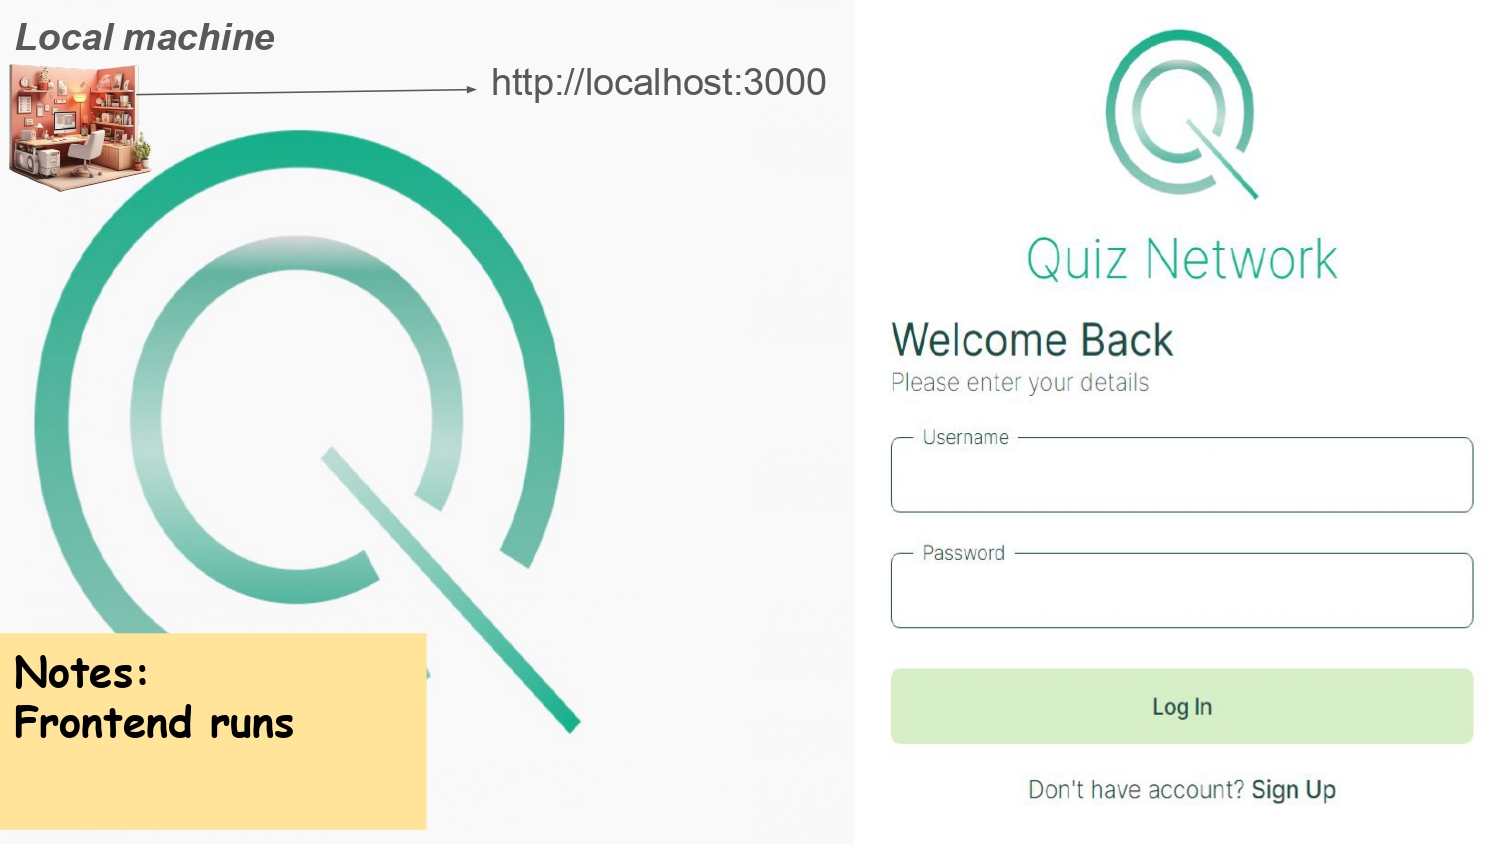 Local machine
http://localhost:3000
Notes:
Frontend runs
Quiz Network
Welcome Back
Please enter your details
Username
Password
Log In
Don't have account? Sign Up